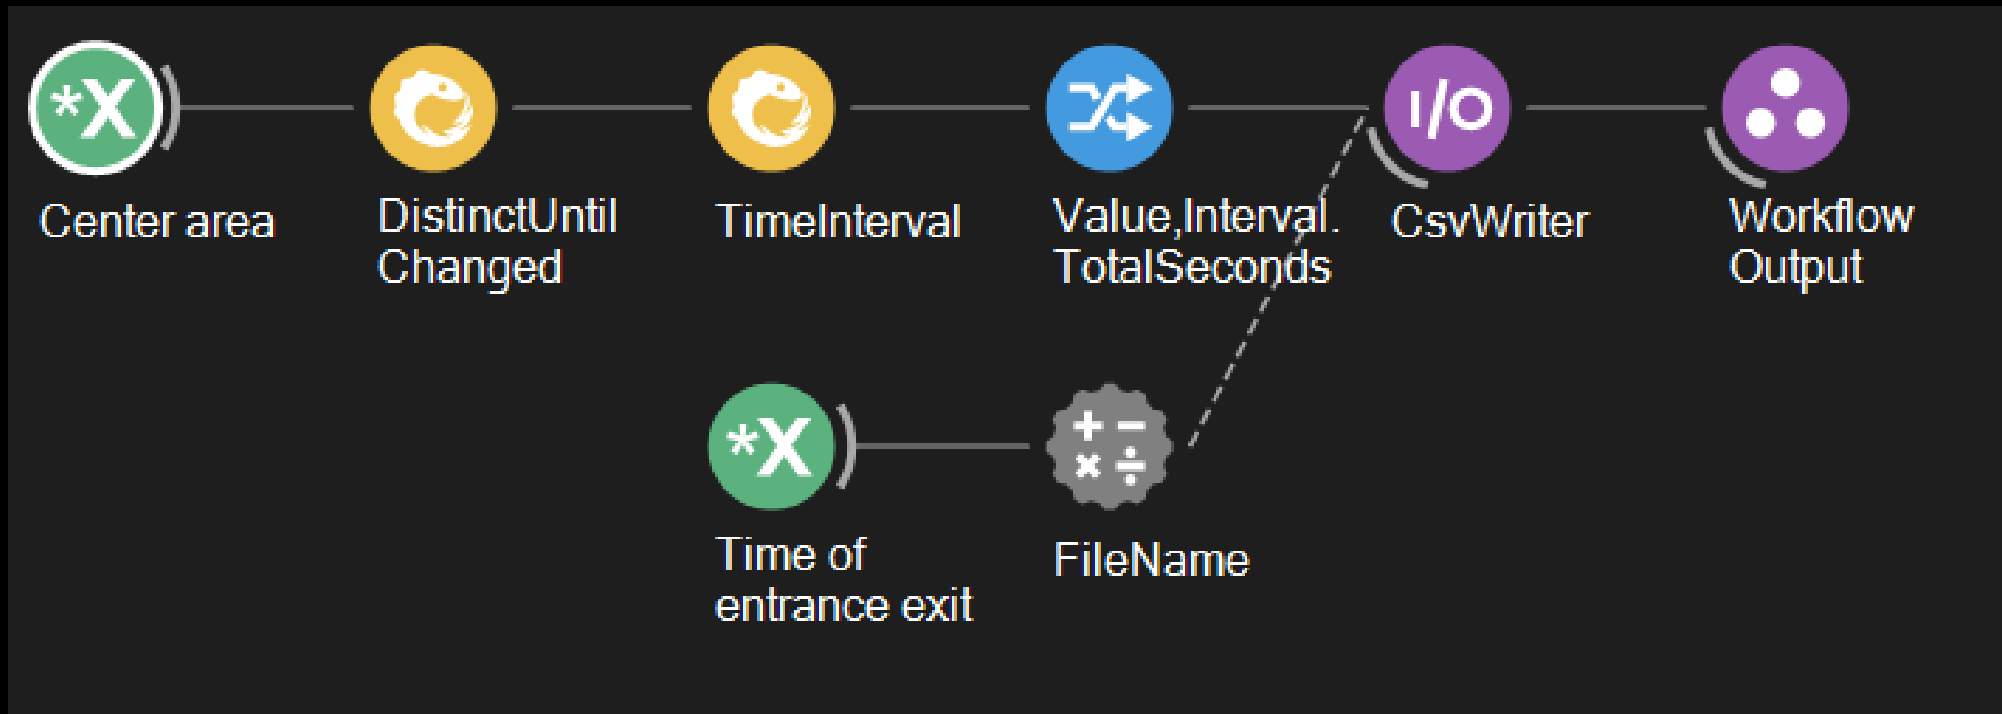 *X
I/O
Center area
DistinctUntil
Changed
TimeInterval
Value,Interval.
TotalSeconds
CsvWriter
Workflow
Output
*X
Time of
entrance exit
FileName